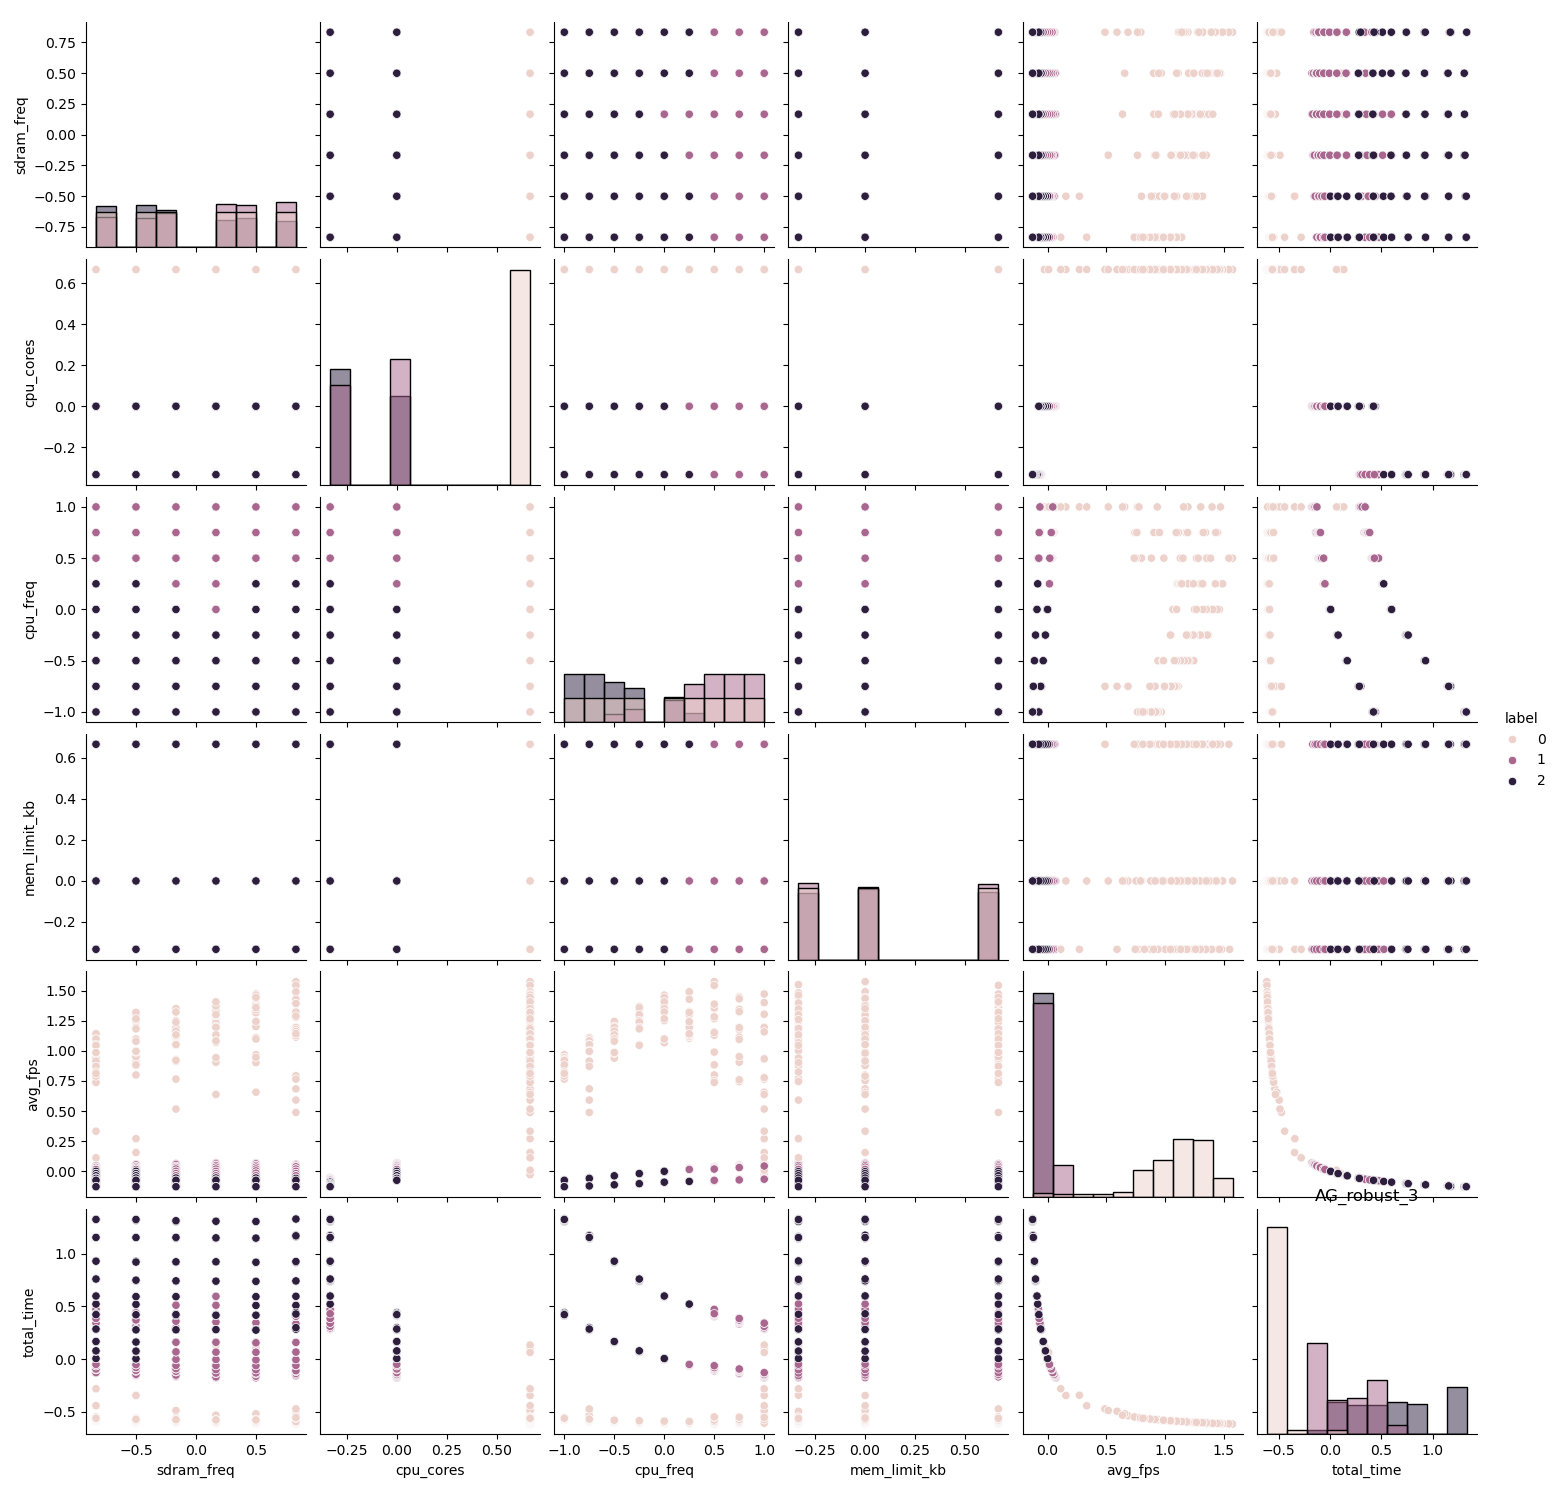 sdram_freq
0.75
0.50
0.25
0.00
−0.25
−0.50
−0.75
cpu_cores
0.6
0.4
0.2
0.0
−0.2
cpu_freq
1.0
0.5
0.0
−0.5
−1.0
label
0
1
2
mem_limit_kb
0.6
0.4
0.2
0.0
−0.2
avg_fps
1.50
1.25
1.00
0.75
0.50
0.25
0.00
AG_robust_3
total_time
1.0
0.5
0.0
−0.5
−0.5 0.0 0.5
sdram_freq
−0.25 0.00 0.25 0.50
cpu_cores
−1.0 −0.5 0.0 0.5 1.0
cpu_freq
−0.25 0.00 0.25 0.50
mem_limit_kb
0.0 0.5 1.0 1.5
avg_fps
−0.5 0.0 0.5 1.0
total_time